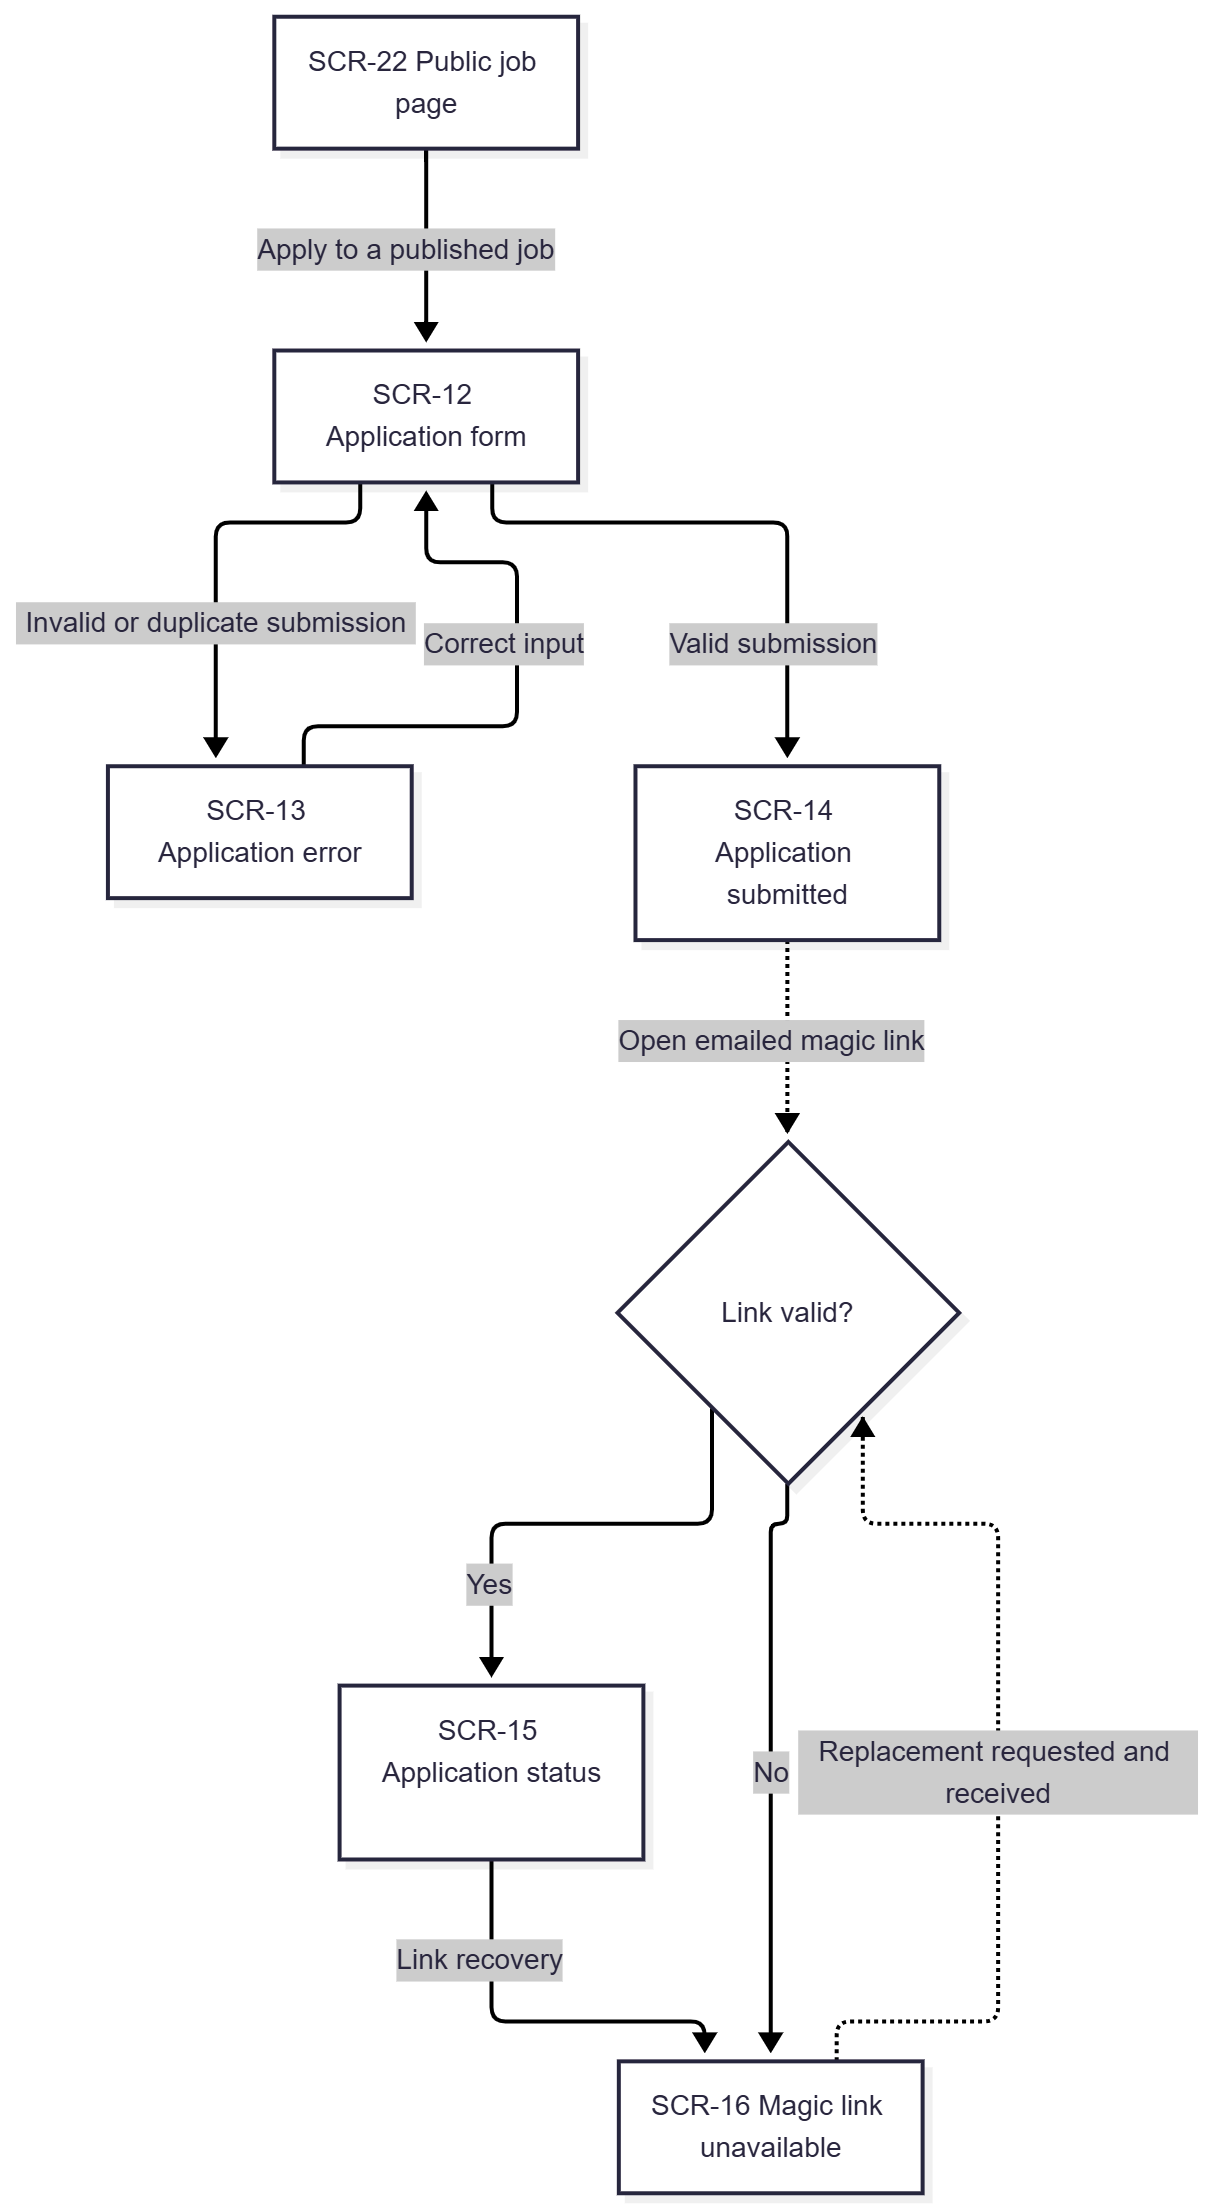 SCR-22 Public job
page
Apply to a published job
SCR-12
Application form
Invalid or duplicate submission
Correct input
Valid submission
SCR-13
Application error
SCR-14
Application
submitted
Open emailed magic link
Link valid?
Yes
SCR-15
Application status
No
Replacement requested and
received
Link recovery
SCR-16 Magic link
unavailable